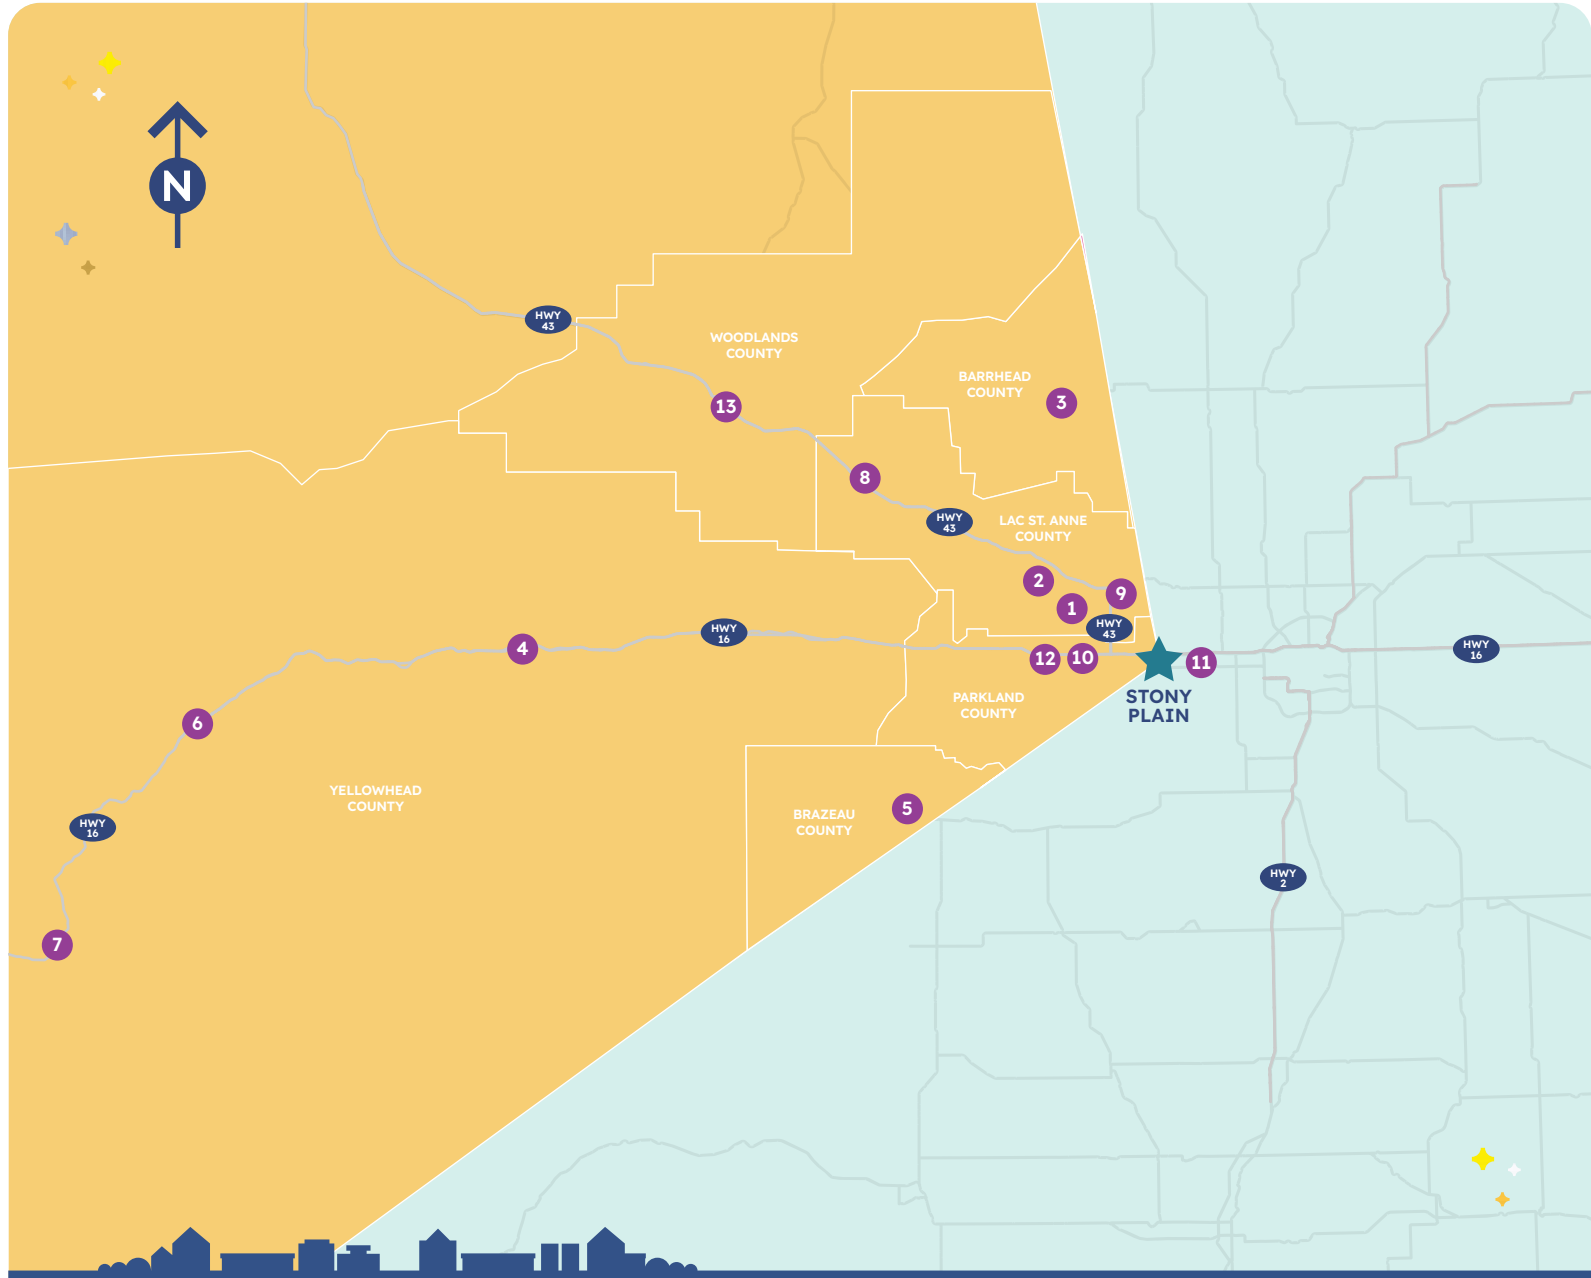 N
HWY
43
WOODLANDS
COUNTY
BARRHEAD
COUNTY
3
13
8
HWY
43
LAC ST. ANNE
COUNTY
2
9
1
HWY
43
HWY
16
4
12
10
11
HWY
16
STONY
PLAIN
PARKLAND
COUNTY
6
YELLOWHEAD
COUNTY
BRAZEAU
COUNTY
5
HWY
16
HWY
2
7